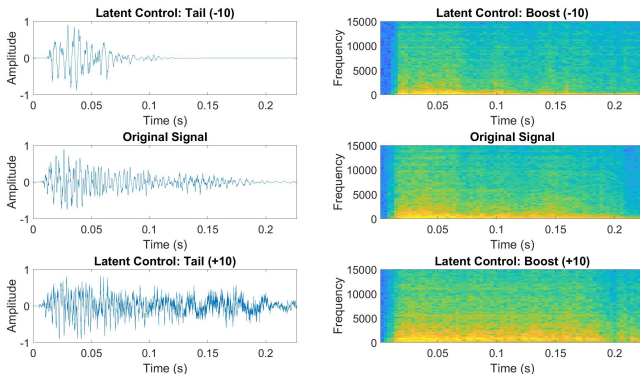 Latent Control: Tail (-10)
Amplitude
1
0
-1
0 0.05 0.1 0.15 0.2
Time (s)
Latent Control: Boost (-10)
Frequency
15000
10000
5000
0
0.05 0.1 0.15 0.2
Time (s)
Original Signal
Amplitude
1
0
-1
0 0.05 0.1 0.15 0.2
Time (s)
Original Signal
Frequency
15000
10000
5000
0
0.05 0.1 0.15 0.2
Time (s)
Latent Control: Tail (+10)
Amplitude
1
0
-1
0 0.05 0.1 0.15 0.2
Time (s)
Latent Control: Boost (+10)
Frequency
15000
10000
5000
0
0.05 0.1 0.15 0.2
Time (s)